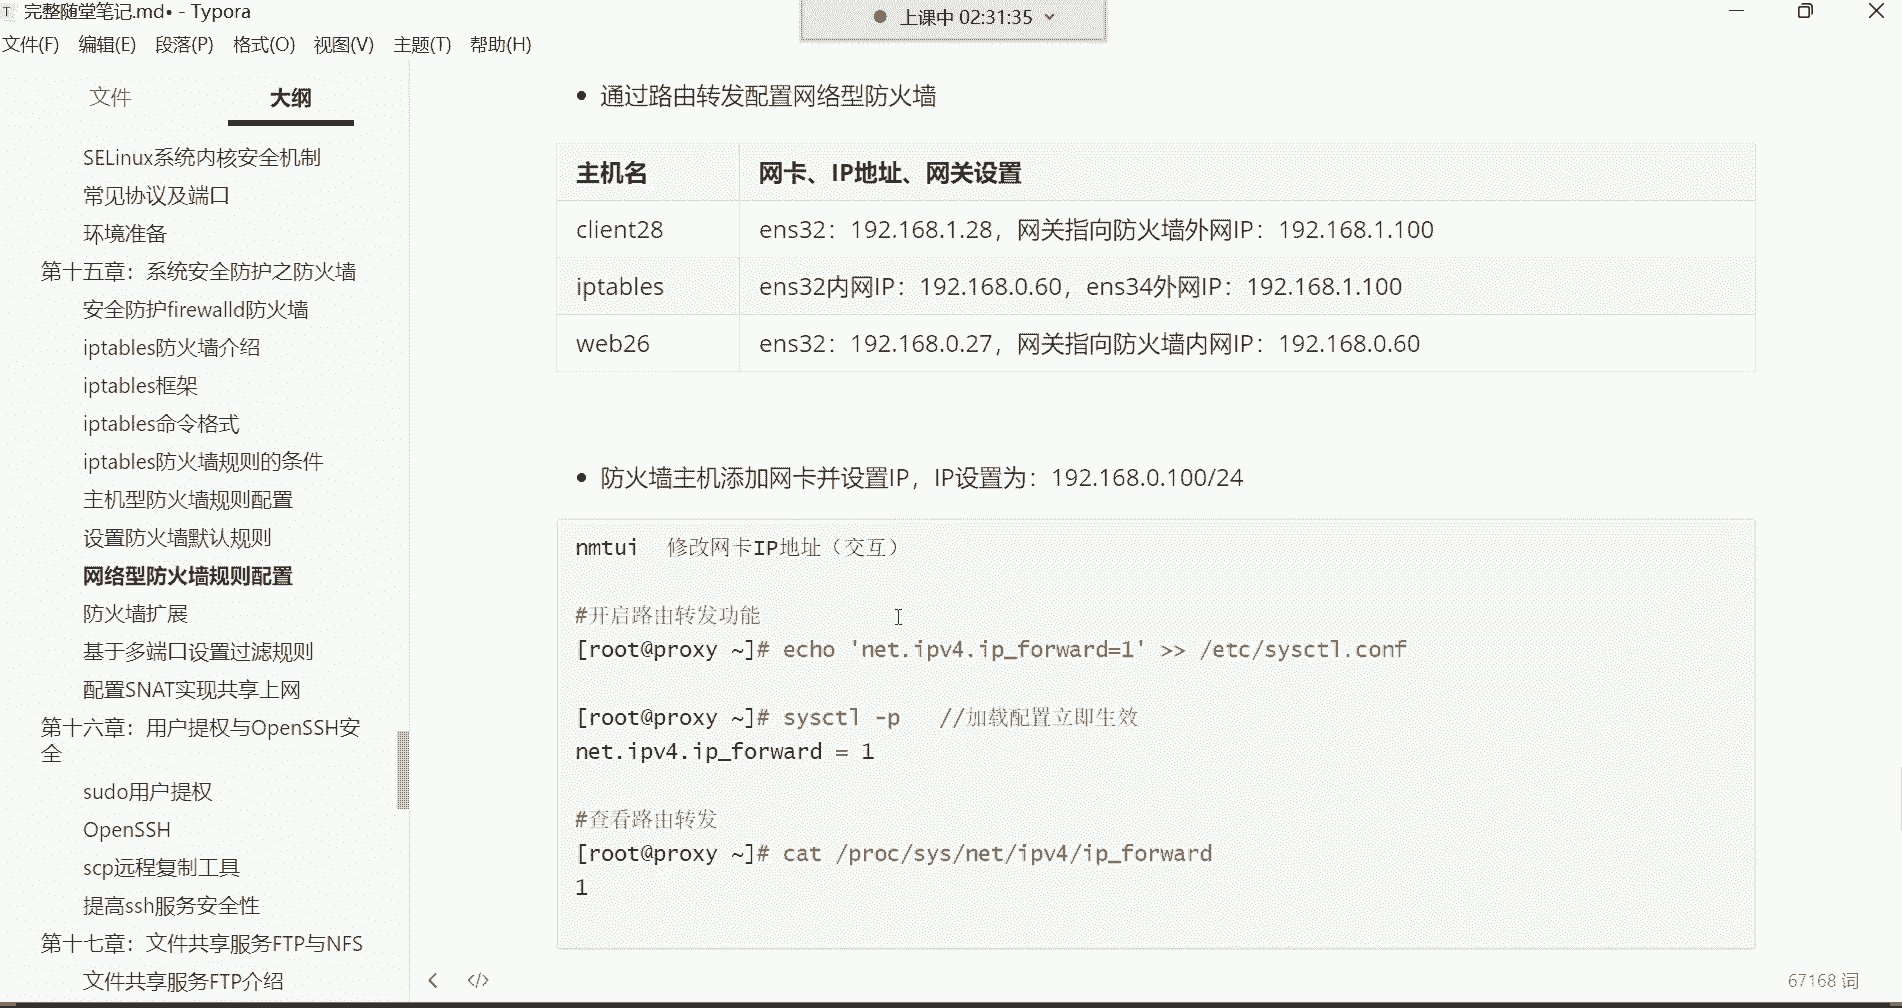 完整随堂笔记.md• - Typora
上课中 02:31:35
文件(F) 编辑(E) 段落(P) 格式(O) 视图(V) 主题(T) 帮助(H)
文件 大纲
SELinux系统内核安全机制
常见协议及端口
环境准备
第十五章：系统安全防护之防火墙
安全防护firewalld防火墙
iptables防火墙介绍
iptables框架
iptables命令格式
iptables防火墙规则的条件
主机型防火墙规则配置
设置防火墙默认规则
网络型防火墙规则配置
防火墙扩展
基于多端口设置过滤规则
配置SNAT实现共享上网
第十六章：用户提权与OpenSSH安
全
sudo用户提权
OpenSSH
scp远程复制工具
提高ssh服务安全性
第十七章：文件共享服务FTP与NFS
文件共享服务FTP介绍
• 通过路由转发配置网络型防火墙
主机名 网卡、IP地址、网关设置
client28 ens32：192.168.1.28，网关指向防火墙外网IP：192.168.1.100
iptables ens32内网IP：192.168.0.60，ens34外网IP：192.168.1.100
web26 ens32：192.168.0.27，网关指向防火墙内网IP：192.168.0.60
• 防火墙主机添加网卡并设置IP，IP设置为：192.168.0.100/24
nmtui 修改网卡IP地址（交互）
#开启路由转发功能
[root@proxy ~]# echo 'net.ipv4.ip_forward=1' >> /etc/sysctl.conf
[root@proxy ~]# sysctl -p //加载配置立即生效
net.ipv4.ip_forward = 1
#查看路由转发
[root@proxy ~]# cat /proc/sys/net/ipv4/ip_forward
1
67168 词